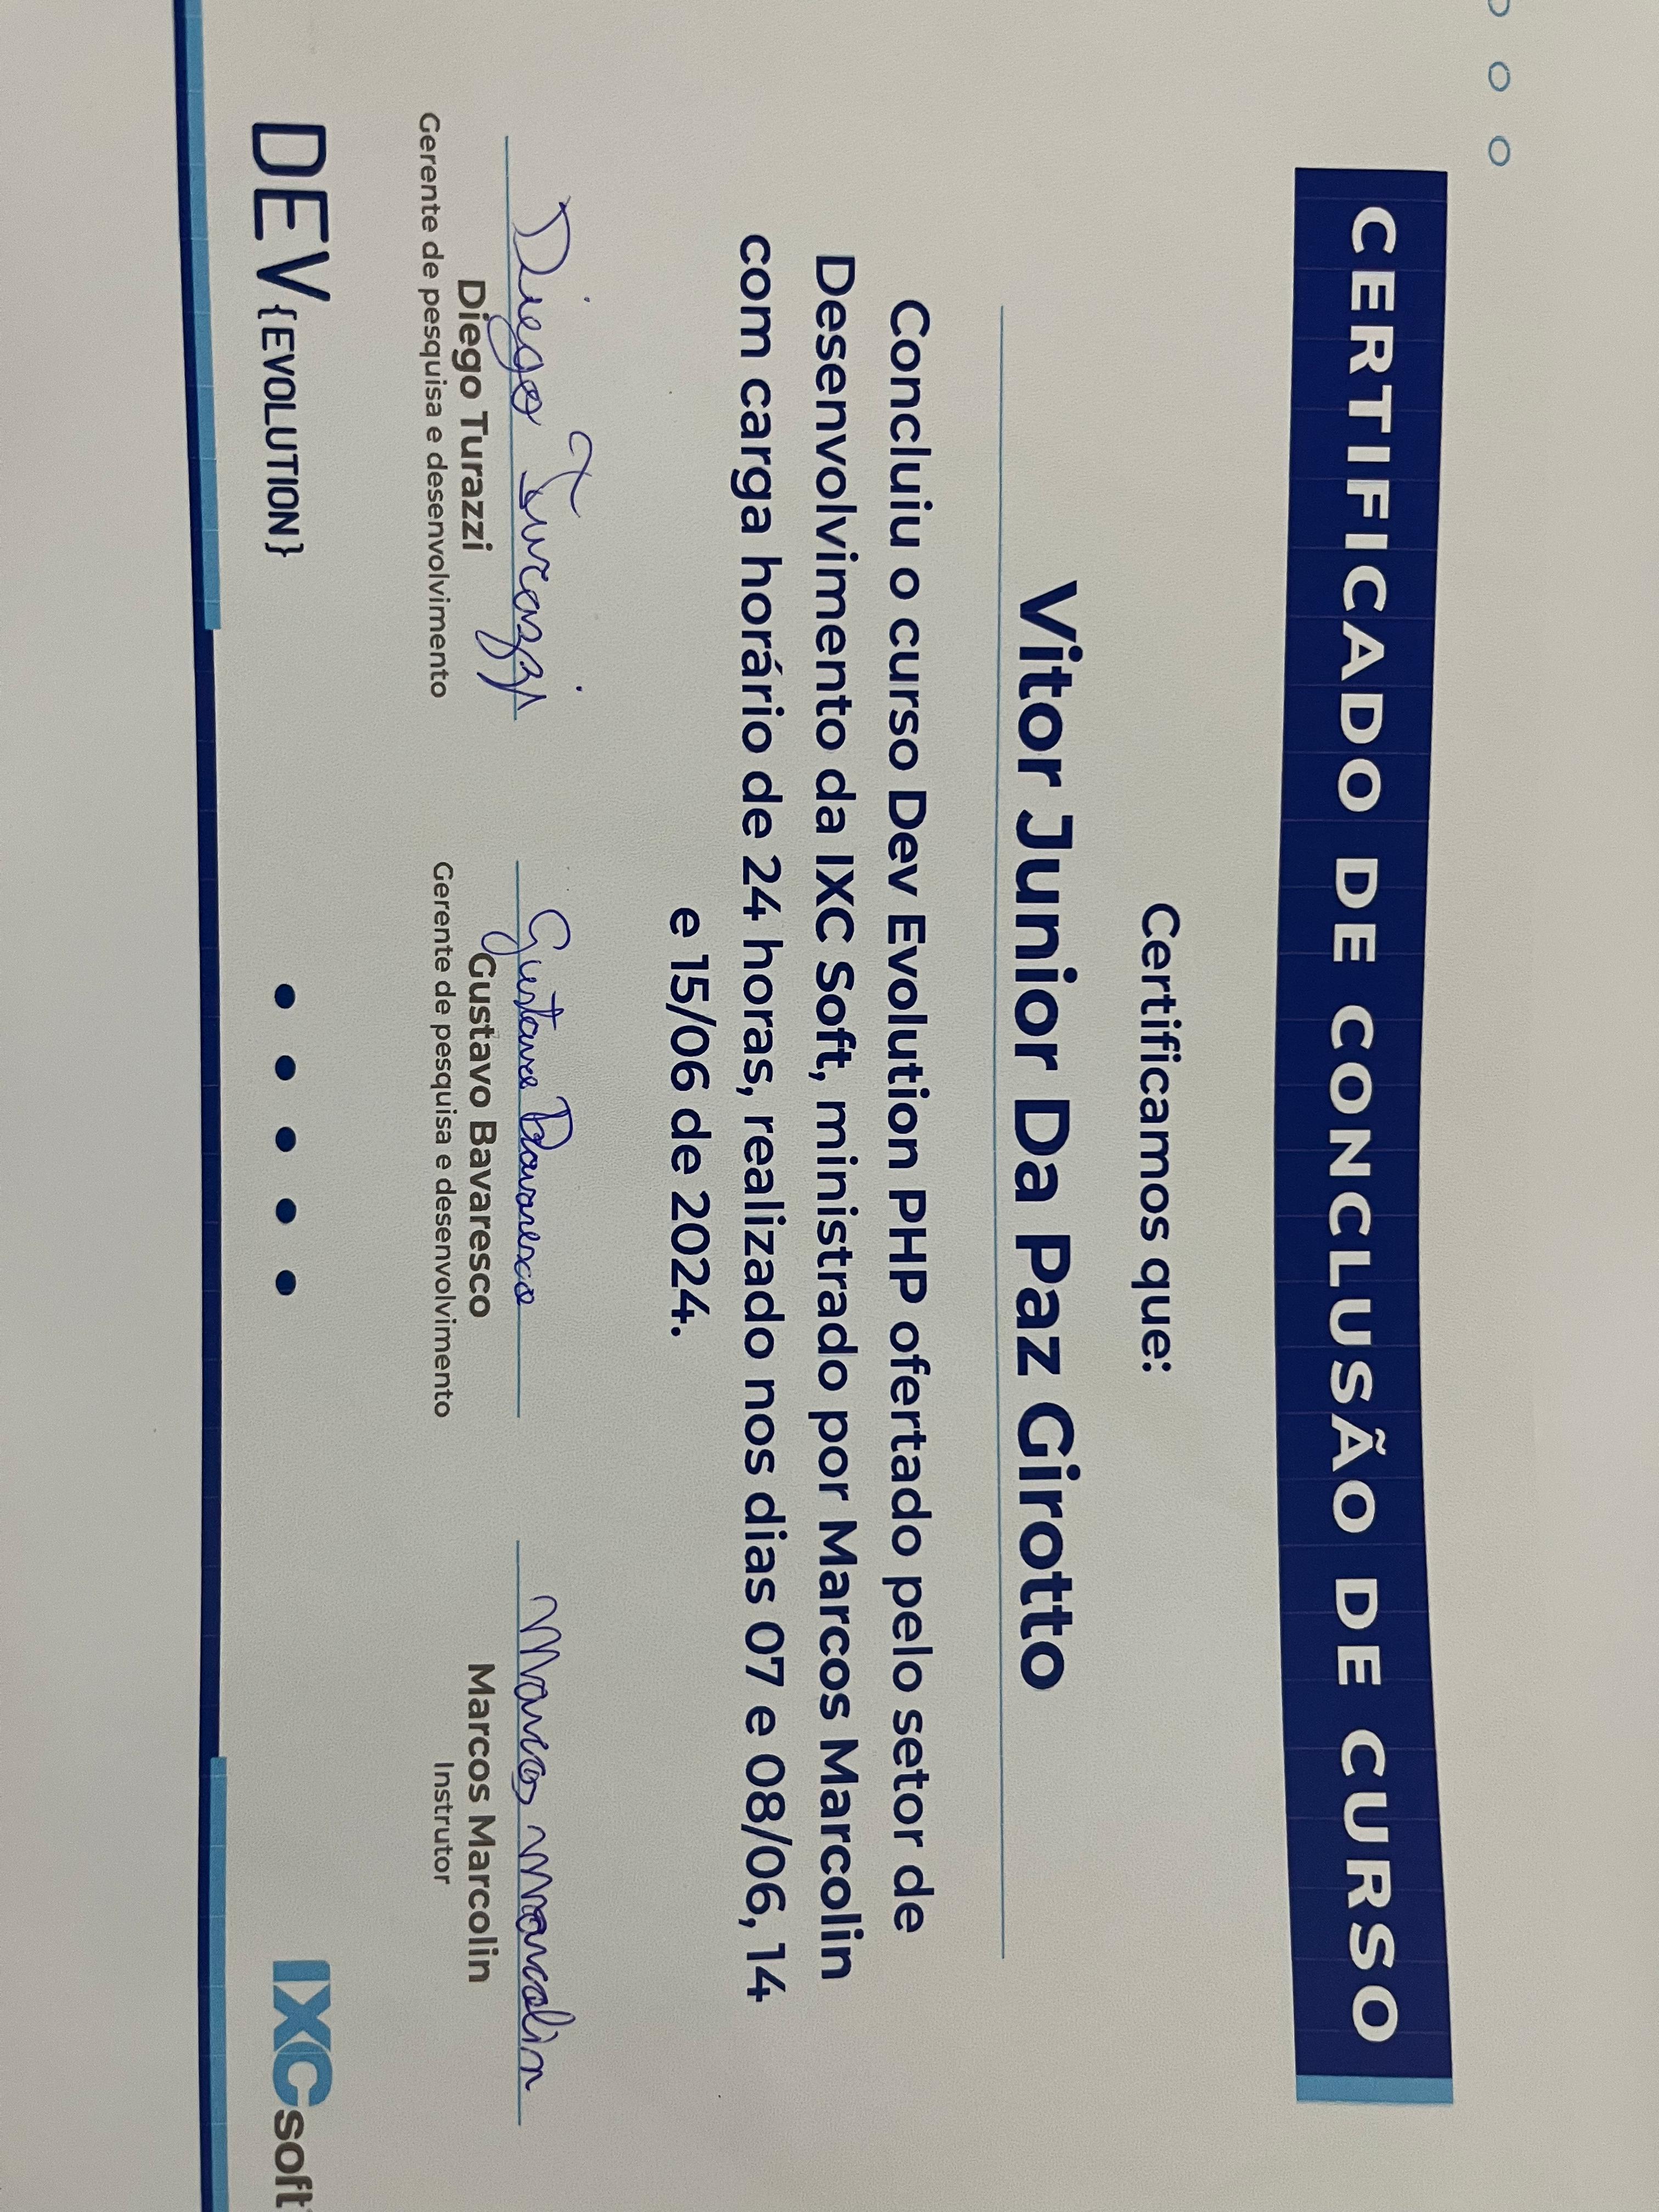 CERTIFICADO DE CONCLUSÃO DE CURSO
Certificamos que:
Vitor Junior Da Paz Girotto
Concluiu o curso Dev Evolution PHP ofertado pelo setor de
Desenvolvimento da IXC Soft, ministrado por Marcos Marcolin
com carga horário de 24 horas, realizado nos dias 07 e 08/06, 14
e 15/06 de 2024.
Diego Turazzi
Gustavo Bavaresco
Marcos Marcolin
Diego Turazzi
Gerente de pesquisa e desenvolvimento
Gustavo Bavaresco
Gerente de pesquisa e desenvolvimento
Marcos Marcolin
Instrutor
DEV {EVOLUTION}
IXCsoft